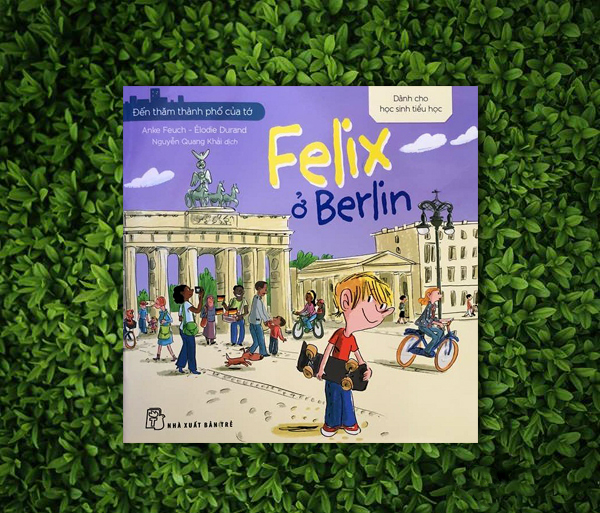 Đến thăm thành phố của tớ
Dành cho
học sinh tiểu học
Anke Feuch - Élodie Durand
Nguyễn Quang Khải dịch
Felix
ở Berlin
NHÀ XUẤT BẢN TRẺ